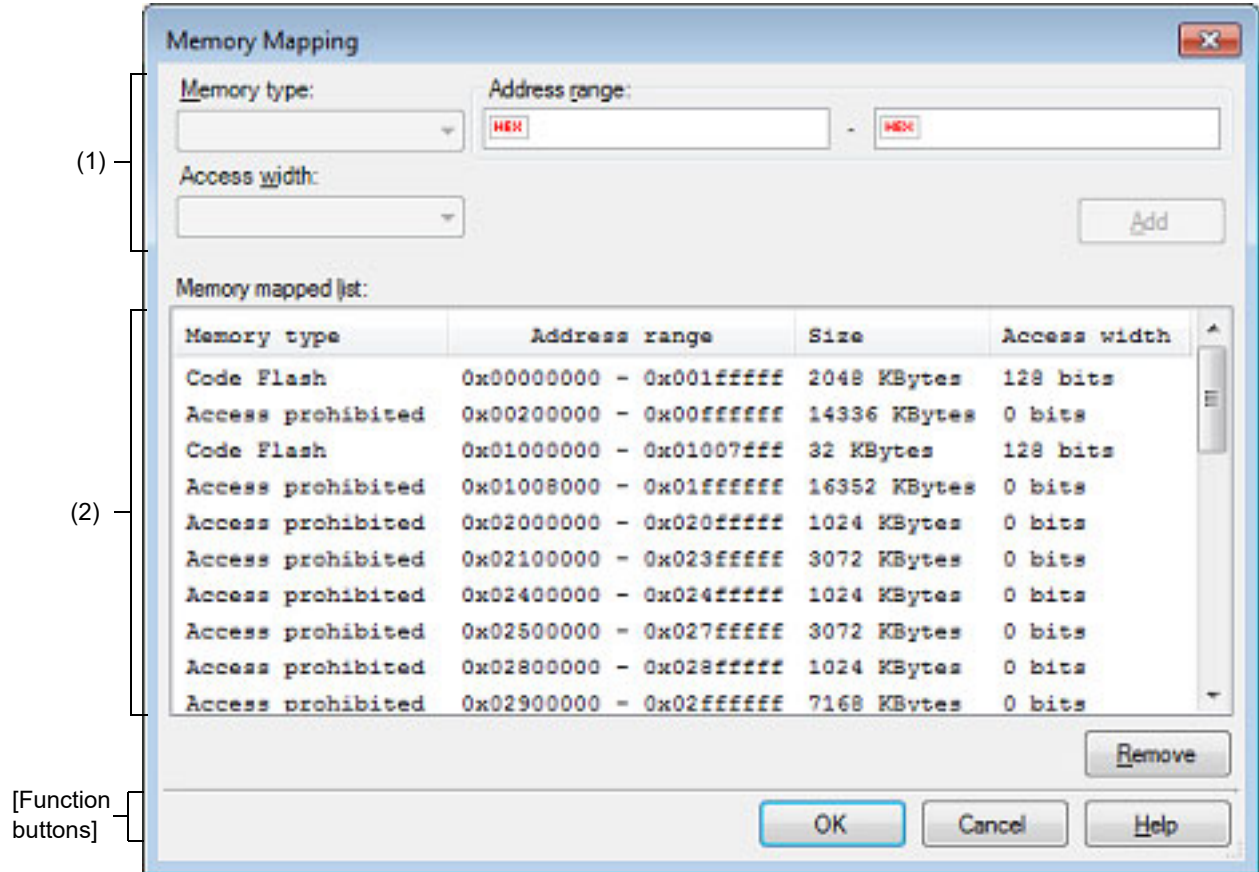 Memory Mapping
(1)
Memory type:
Address range:
HEX - HEX
Access width:
Add
Memory mapped list:
(2)
Memory type Address range Size Access width
Code Flash 0x00000000 - 0x001fffff 2048 KBytes 128 bits
Access prohibited 0x00200000 - 0x00ffffff 14336 KBytes 0 bits
Code Flash 0x01000000 - 0x01007fff 32 KBytes 128 bits
Access prohibited 0x01008000 - 0x01ffffff 16352 KBytes 0 bits
Access prohibited 0x02000000 - 0x020fffff 1024 KBytes 0 bits
Access prohibited 0x02100000 - 0x023fffff 3072 KBytes 0 bits
Access prohibited 0x02400000 - 0x024fffff 1024 KBytes 0 bits
Access prohibited 0x02500000 - 0x027fffff 3072 KBytes 0 bits
Access prohibited 0x02800000 - 0x028fffff 1024 KBytes 0 bits
Access prohibited 0x02900000 - 0x02ffffff 7168 KBytes 0 bits
Remove
[Function
buttons]
OK Cancel Help